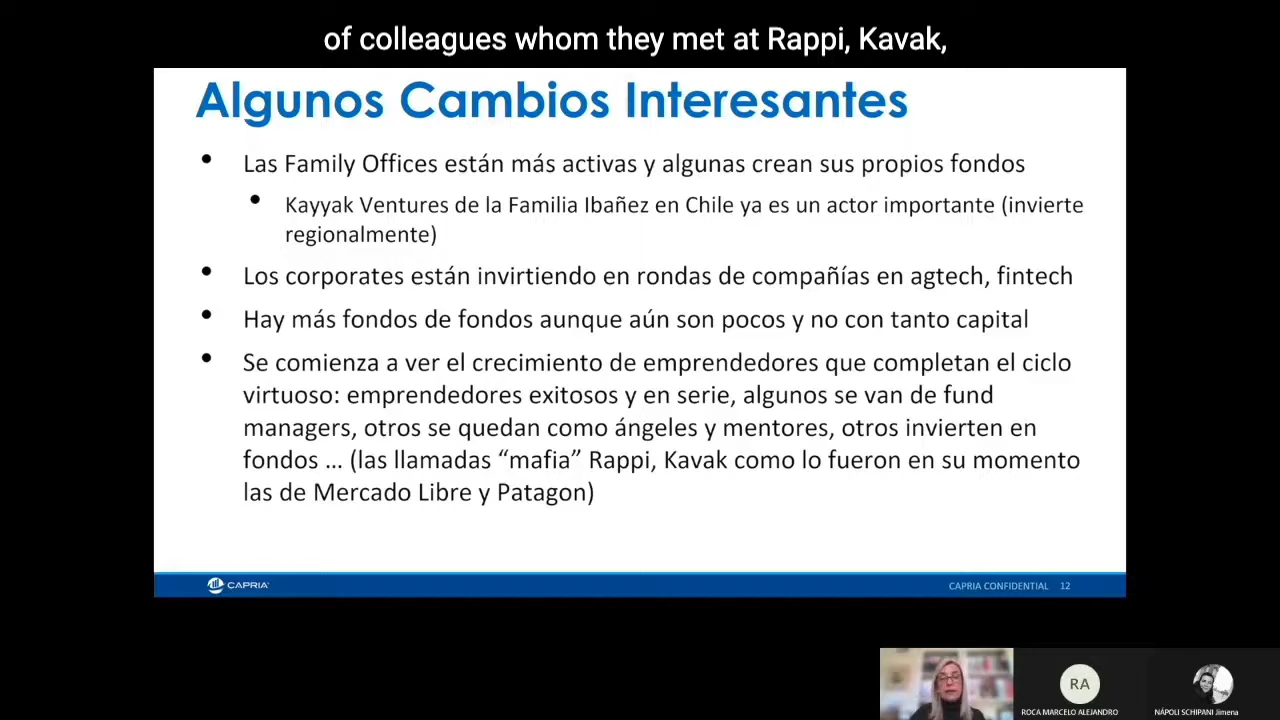 of colleagues whom they met at Rappi, Kavak,
Algunos Cambios Interesantes
• Las Family Offices están más activas y algunas crean sus propios fondos
• Kayyak Ventures de la Familia Ibañez en Chile ya es un actor importante (invierte
regionalmente)
• Los corporates están invirtiendo en rondas de compañías en agtech, fintech
• Hay más fondos de fondos aunque aún son pocos y no con tanto capital
• Se comienza a ver el crecimiento de emprendedores que completan el ciclo
virtuoso: emprendedores exitosos y en serie, algunos se van de fund
managers, otros se quedan como ángeles y mentores, otros invierten en
fondos … (las llamadas “mafia” Rappi, Kavak como lo fueron en su momento
las de Mercado Libre y Patagon)
CAPRIA
CAPRIA CONFIDENTIAL 12
RA
ROCA MARCELO ALEJANDRO
NÁPOLI SCHIPANI Jimena